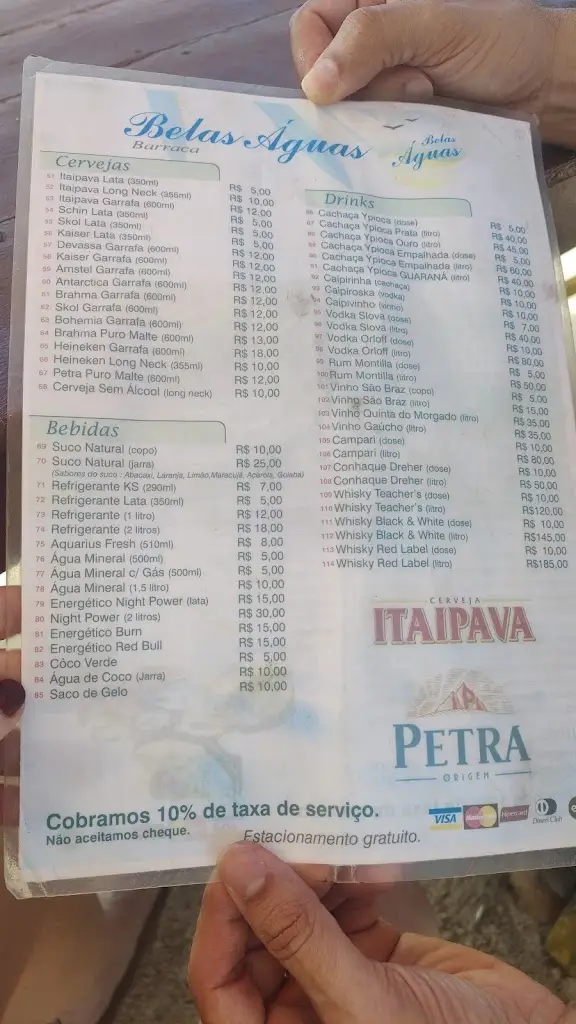 Belas Águas
Barraca
Belas
Águas
Cervejas
51 Itaipava Lata (350ml) R$ 5,00
52 Itaipava Long Neck (355ml) R$ 10,00
53 Itaipava Garrafa (600ml) R$ 12,00
54 Schin Lata (350ml) R$ 5,00
55 Skol Lata (350ml) R$ 5,00
56 Kaiser Lata (350ml) R$ 5,00
57 Devassa Garrafa (600ml) R$ 12,00
58 Kaiser Garrafa (600ml) R$ 12,00
59 Amstel Garrafa (600ml) R$ 12,00
60 Antarctica Garrafa (600ml) R$ 12,00
61 Brahma Garrafa (600ml) R$ 12,00
62 Skol Garrafa (600ml) R$ 12,00
63 Bohemia Garrafa (600ml) R$ 12,00
64 Brahma Puro Malte (600ml) R$ 13,00
65 Heineken Garrafa (600ml) R$ 18,00
66 Heineken Long Neck (355ml) R$ 10,00
67 Petra Puro Malte (600ml) R$ 12,00
68 Cerveja Sem Álcool (long neck) R$ 10,00
Bebidas
69 Suco Natural (copo) R$ 10,00
70 Suco Natural (jarra) R$ 25,00
(Sabores do suco : Abacaxi, Laranja, Limão, Maracujá, Acerola, Goiaba)
71 Refrigerante KS (290ml) R$ 7,00
72 Refrigerante Lata (350ml) R$ 5,00
73 Refrigerante (1 litro) R$ 12,00
74 Refrigerante (2 litros) R$ 18,00
75 Aquarius Fresh (510ml) R$ 8,00
76 Água Mineral (500ml) R$ 5,00
77 Água Mineral c/ Gás (500ml) R$ 5,00
78 Água Mineral (1,5 litro) R$ 10,00
79 Energético Night Power (lata) R$ 15,00
80 Night Power (2 litros) R$ 30,00
81 Energético Burn R$ 15,00
82 Energético Red Bull R$ 15,00
83 Côco Verde R$ 5,00
84 Água de Coco (Jarra) R$ 10,00
85 Saco de Gelo R$ 10,00
Drinks
86 Cachaça Ypioca (dose) R$ 5,00
87 Cachaça Ypioca Prata (litro) R$ 40,00
88 Cachaça Ypioca Ouro (litro) R$ 45,00
89 Cachaça Ypioca Empalhada (dose) R$ 5,00
90 Cachaça Ypioca Empalhada (litro) R$ 60,00
91 Cachaça Ypioca GUARANÁ (litro) R$ 40,00
92 Caipirinha (cachaça) R$ 10,00
93 Caipiroska (vodka) R$ 10,00
94 Caipivinho (vinho) R$ 10,00
95 Vodka Slova (dose) R$ 7,00
96 Vodka Slova (litro) R$ 40,00
97 Vodka Orloff (dose) R$ 10,00
98 Vodka Orloff (litro) R$ 80,00
99 Rum Montilla (dose) R$ 5,00
100 Rum Montilla (litro) R$ 50,00
101 Vinho São Braz (copo) R$ 5,00
102 Vinho São Braz (litro) R$ 15,00
103 Vinho Quinta do Morgado (litro) R$ 35,00
104 Vinho Gaúcho (litro) R$ 35,00
105 Campari (dose) R$ 10,00
106 Campari (litro) R$ 80,00
107 Conhaque Dreher (dose) R$ 10,00
108 Conhaque Dreher (litro) R$ 50,00
109 Whisky Teacher's (dose) R$ 10,00
110 Whisky Teacher's (litro) R$120,00
111 Whisky Black & White (dose) R$ 10,00
112 Whisky Black & White (litro) R$145,00
113 Whisky Red Label (dose) R$ 10,00
114 Whisky Red Label (litro) R$185,00
CERVEJA
ITAIPAVA
PETRA
ORIGEM
Cobramos 10% de taxa de serviço.
Não aceitamos cheque.
Estacionamento gratuito.
VISA MasterCard Hipercard Diners Club